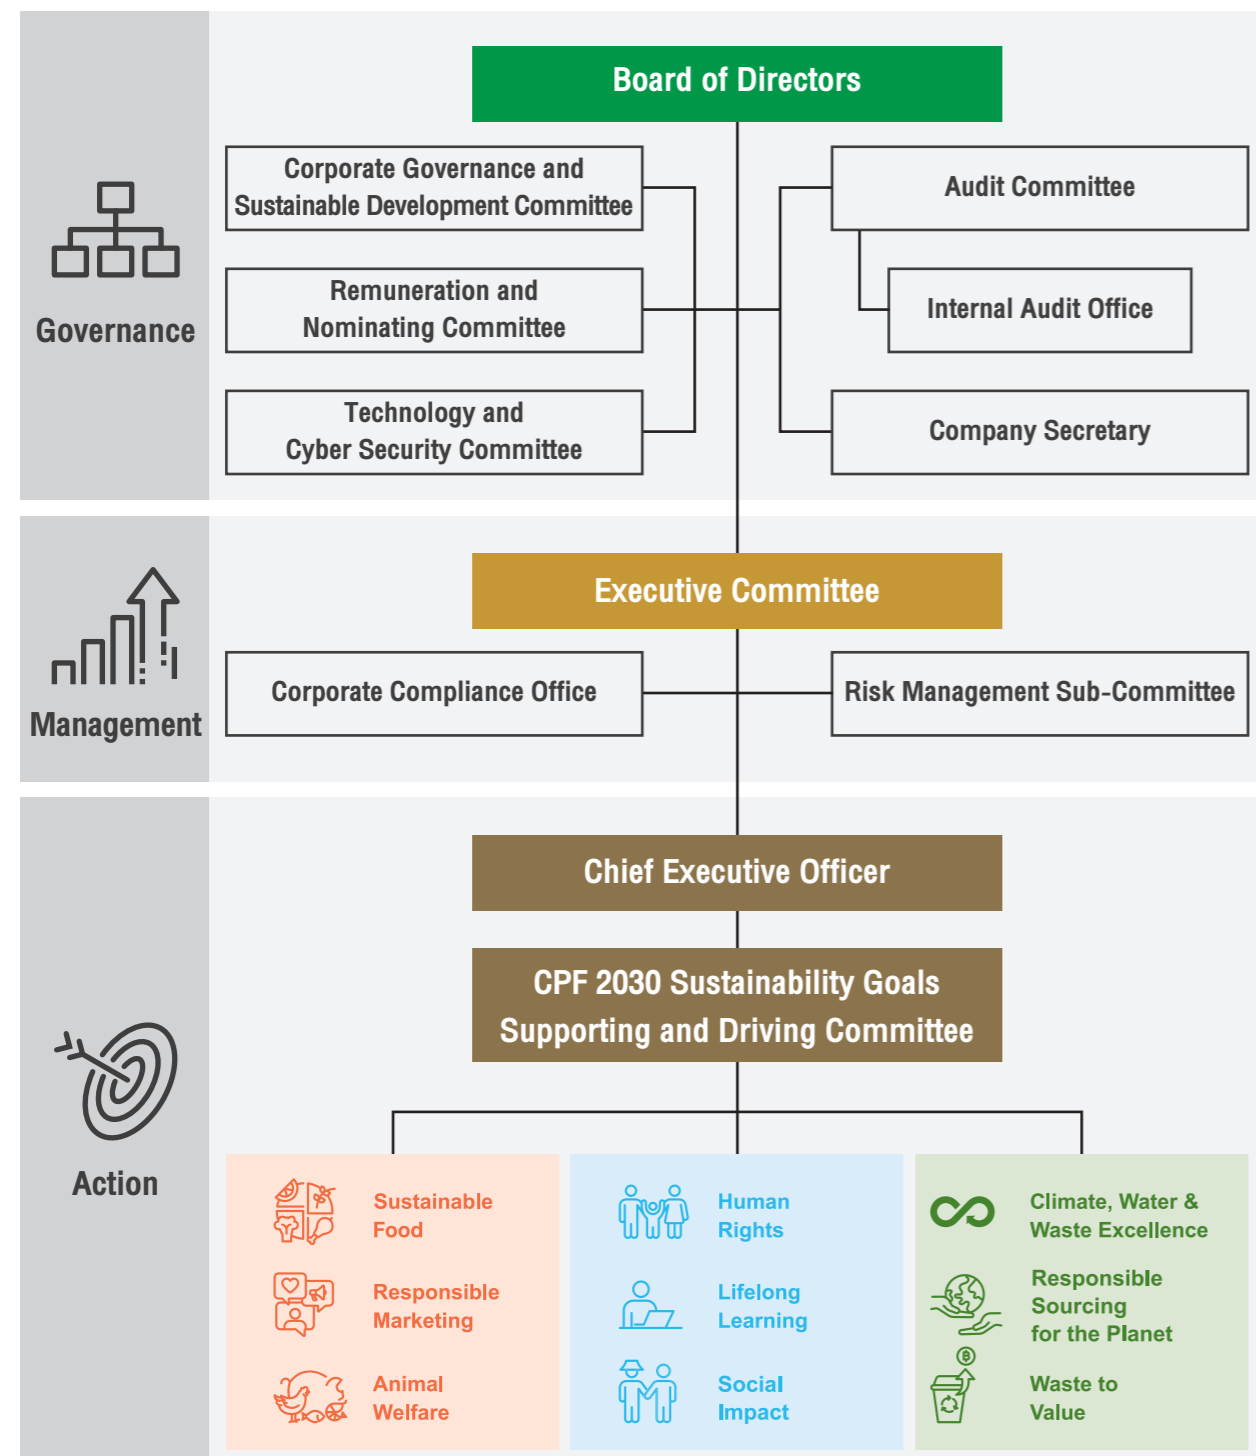 Board of Directors
Corporate Governance and
Sustainable Development Committee
Audit Committee
Remuneration and
Nominating Committee
Internal Audit Office
Technology and
Cyber Security Committee
Company Secretary
Governance
Executive Committee
Corporate Compliance Office
Risk Management Sub-Committee
Management
Chief Executive Officer
CPF 2030 Sustainability Goals
Supporting and Driving Committee
Action
Sustainable
Food
Responsible
Marketing
Animal
Welfare
Human
Rights
Lifelong
Learning
Social
Impact
Climate, Water &
Waste Excellence
Responsible
Sourcing
for the Planet
฿
Waste to
Value